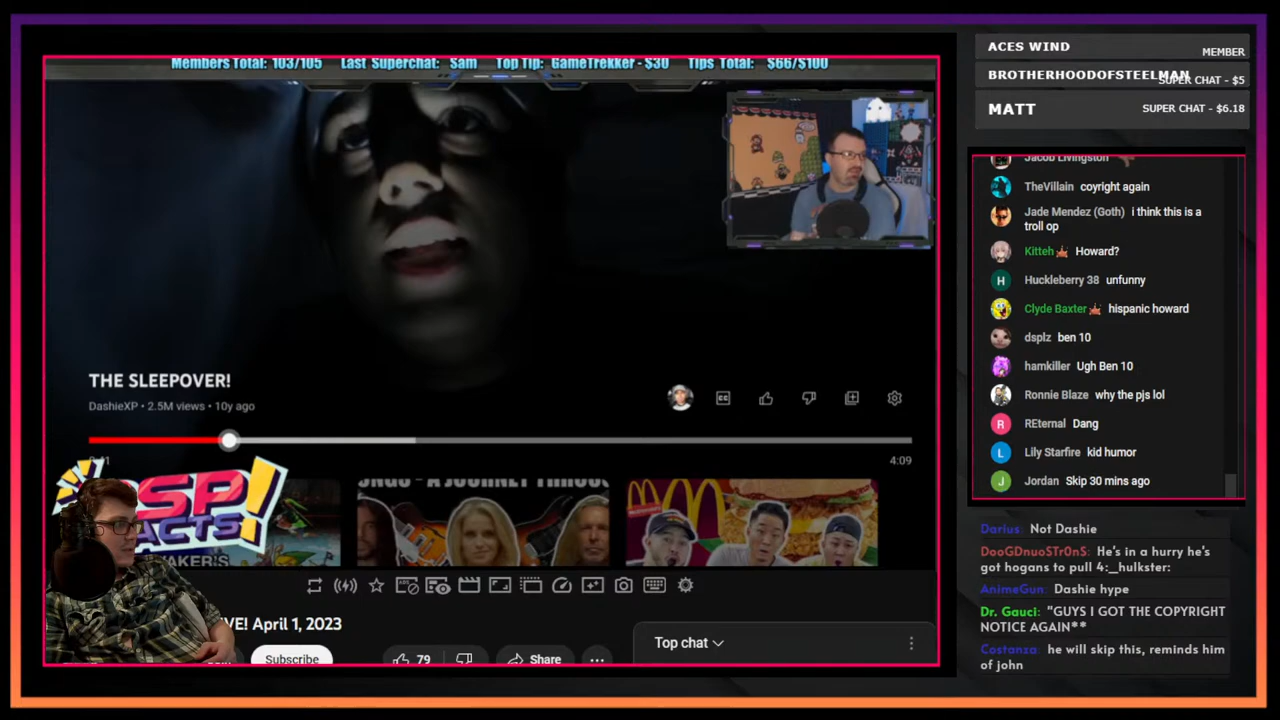 Members Total: 103/105 Last Superchat: Sam Top Tip: GameTrekker - $30 Tips Total: $66/$100
THE SLEEPOVER!
DashieXP • 2.5M views • 10y ago
CC
4:09
DSP
REACTS!
VE! April 1, 2023
Subscribe
79
Share
Top chat
ACES WIND
MEMBER
BROTHERHOODOFSTEELMAN
SUPER CHAT - $5
MATT
SUPER CHAT - $6.18
Jacob Livingston
TheVillain coyright again
Jade Mendez (Goth) i think this is a
troll op
Kitteh Howard?
H
Huckleberry 38 unfunny
Clyde Baxter hispanic howard
dsplz ben 10
hamkiller Ugh Ben 10
Ronnie Blaze why the pjs lol
R
REternal Dang
L
Lily Starfire kid humor
J
Jordan Skip 30 mins ago
Darius: Not Dashie
DooGDnuoSTr0nS: He's in a hurry he's
got hogans to pull 4:_hulkster:
AnimeGun: Dashie hype
Dr. Gauci: "GUYS I GOT THE COPYRIGHT
NOTICE AGAIN**
Costanza: he will skip this, reminds him
of john